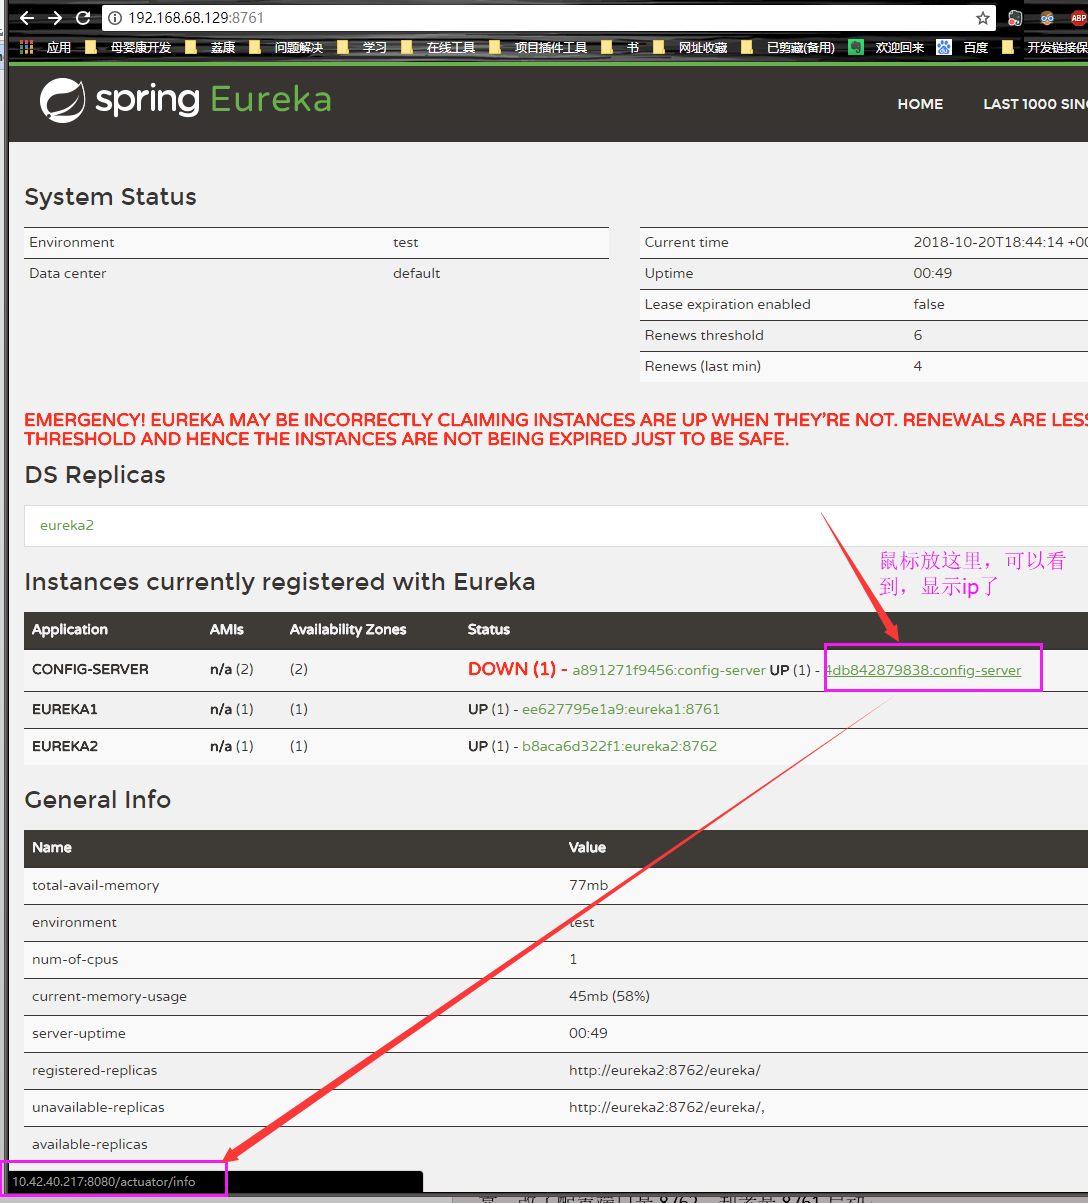 192.168.68.129:8761
ABP
应用 母婴康开发 荔康 问题解决 学习 在线工具 项目插件工具 书 网址收藏 已剪藏(备用) 欢迎回来 百度 开发链接保
spring Eureka
HOME LAST 1000 SIN
System Status
Environment test
Data center default
Current time 2018-10-20T18:44:14 +00
Uptime 00:49
Lease expiration enabled false
Renews threshold 6
Renews (last min) 4
EMERGENCY! EUREKA MAY BE INCORRECTLY CLAIMING INSTANCES ARE UP WHEN THEY'RE NOT. RENEWALS ARE LESS
THRESHOLD AND HENCE THE INSTANCES ARE NOT BEING EXPIRED JUST TO BE SAFE.
DS Replicas
eureka2
鼠标放这里，可以看
到，显示ip了
Instances currently registered with Eureka
Application AMIs Availability Zones Status
CONFIG-SERVER n/a (2) (2) DOWN (1) - a891271f9456:config-server UP (1) - 4db842879838:config-server
EUREKA1 n/a (1) (1) UP (1) - ee627795e1a9:eureka1:8761
EUREKA2 n/a (1) (1) UP (1) - b8aca6d322f1:eureka2:8762
General Info
Name Value
total-avail-memory 77mb
environment test
num-of-cpus 1
current-memory-usage 45mb (58%)
server-uptime 00:49
registered-replicas http://eureka2:8762/eureka/
unavailable-replicas http://eureka2:8762/eureka/,
available-replicas
10.42.40.217:8080/actuator/info